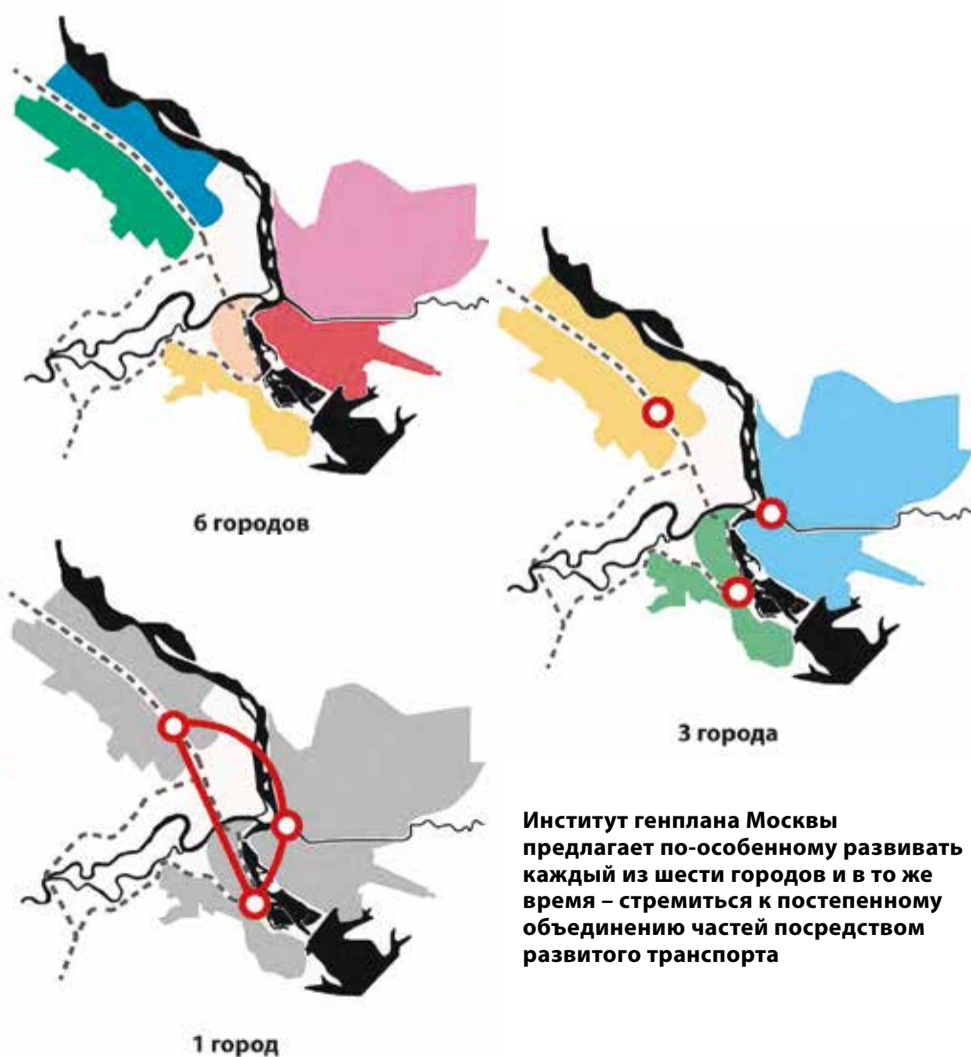 6 городов
3 города
Институт генплана Москвы
предлагает по-особенному развивать
каждый из шести городов и в то же
время – стремиться к постепенному
объединению частей посредством
развитого транспорта
1 город